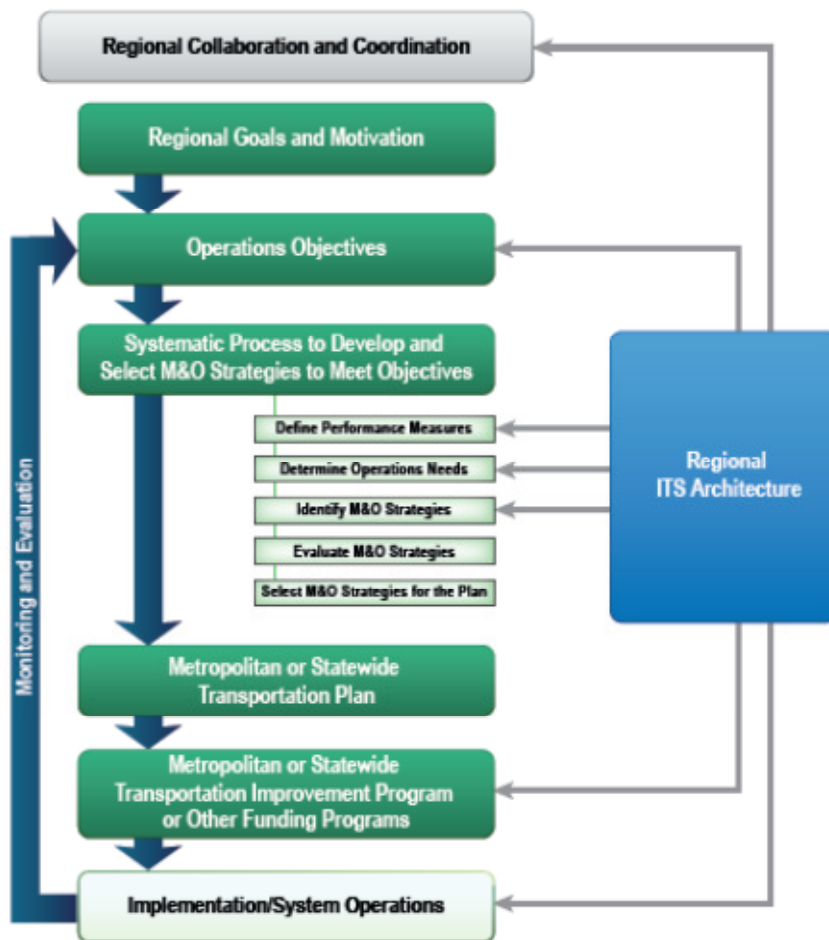 Regional Collaboration and Coordination
Regional Goals and Motivation
Operations Objectives
Systematic Process to Develop and
Select M&O Strategies to Meet Objectives
Define Performance Measures
Determine Operations Needs
Identify M&O Strategies
Evaluate M&O Strategies
Select M&O Strategies for the Plan
Regional
ITS Architecture
Monitoring and Evaluation
Metropolitan or Statewide
Transportation Plan
Metropolitan or Statewide
Transportation Improvement Program
or Other Funding Programs
Implementation/System Operations